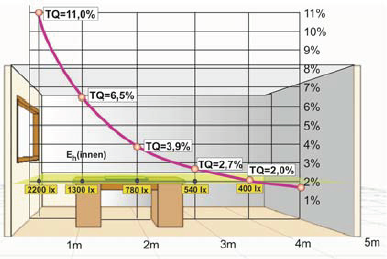 TQ=11,0%
11%
10%
9%
8%
7%
TQ=6,5%
6%
5%
TQ=3,9%
4%
Eh(innen)
TQ=2,7%
TQ=2,0%
3%
2%
2200 lx 1300 lx 780 lx 540 lx 400 lx
1%
1m 2m 3m 4m 5m